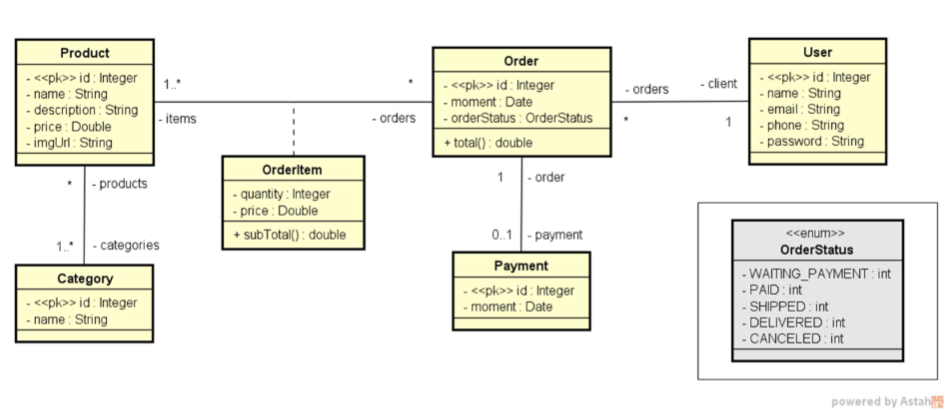 Product
- <<pk>> id : Integer
- name : String
- description : String
- price : Double
- imgUrl : String
1..*
- items
*
- orders
Order
- <<pk>> id : Integer
- moment : Date
- orderStatus : OrderStatus
+ total() : double
- orders
*
- client
1
User
- <<pk>> id : Integer
- name : String
- email : String
- phone : String
- password : String
OrderItem
- quantity : Integer
- price : Double
+ subTotal() : double
* - products
1..* - categories
Category
- <<pk>> id : Integer
- name : String
1 - order
0..1 - payment
Payment
- <<pk>> id : Integer
- moment : Date
<<enum>>
OrderStatus
- WAITING_PAYMENT : int
- PAID : int
- SHIPPED : int
- DELIVERED : int
- CANCELED : int
powered by Astah